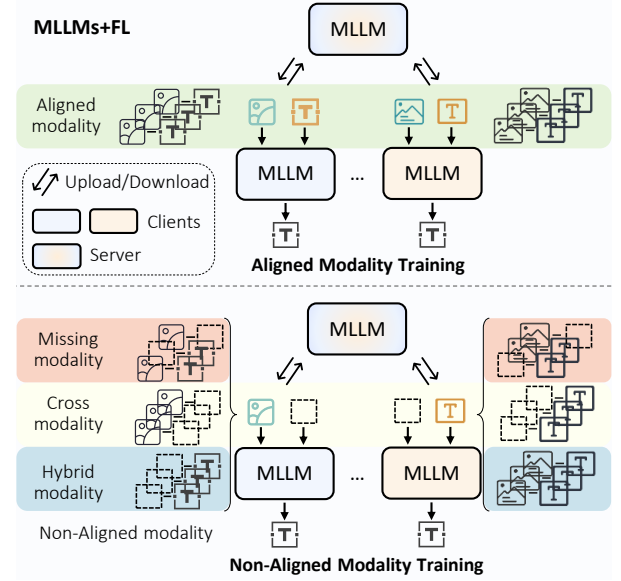 MLLMs+FL
MLLM
Aligned
modality
T
T
T
T
T
T
T
T
MLLM
...
MLLM
Upload/Download
Clients
Server
T
T
Aligned Modality Training
Missing
modality
MLLM
T
T
T
T
Cross
modality
T
T
T
T
Hybrid
modality
MLLM
...
MLLM
T
T
T
T
T
T
Non-Aligned modality
T
T
Non-Aligned Modality Training